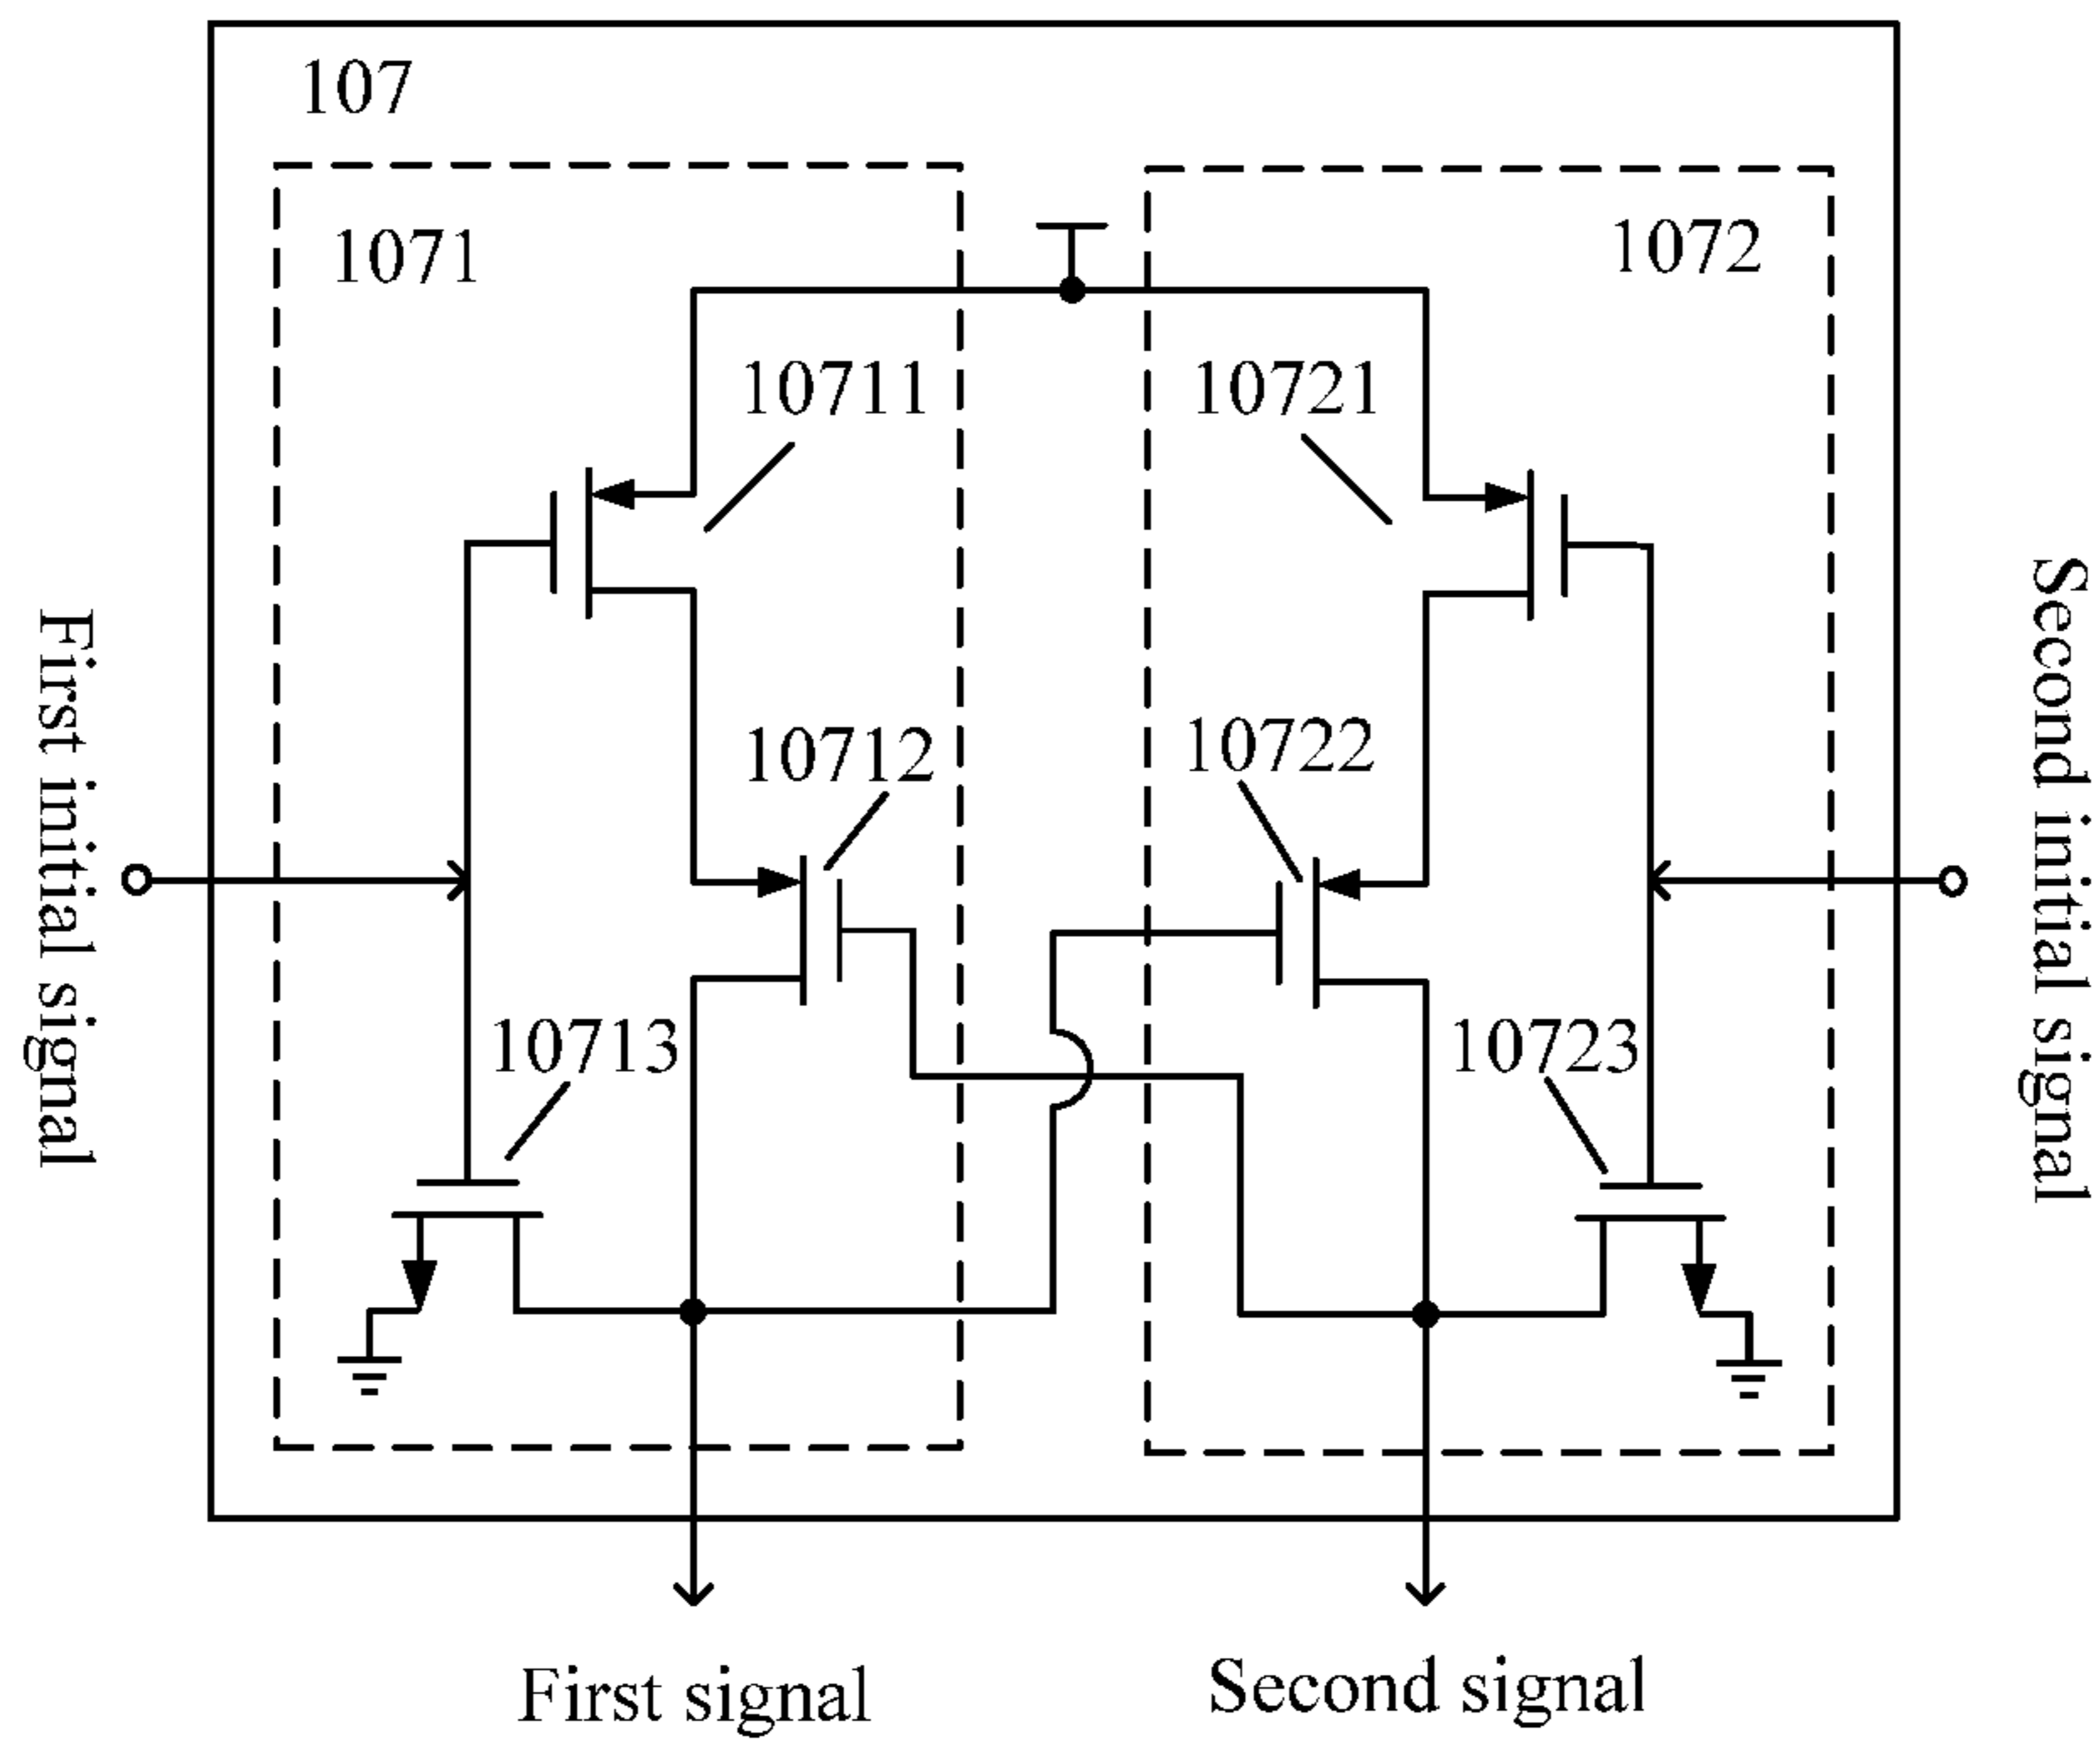 107
1071
1072
10711
10721
10712
10722
10713
10723
First initial signal
Second initial signal
First signal
Second signal